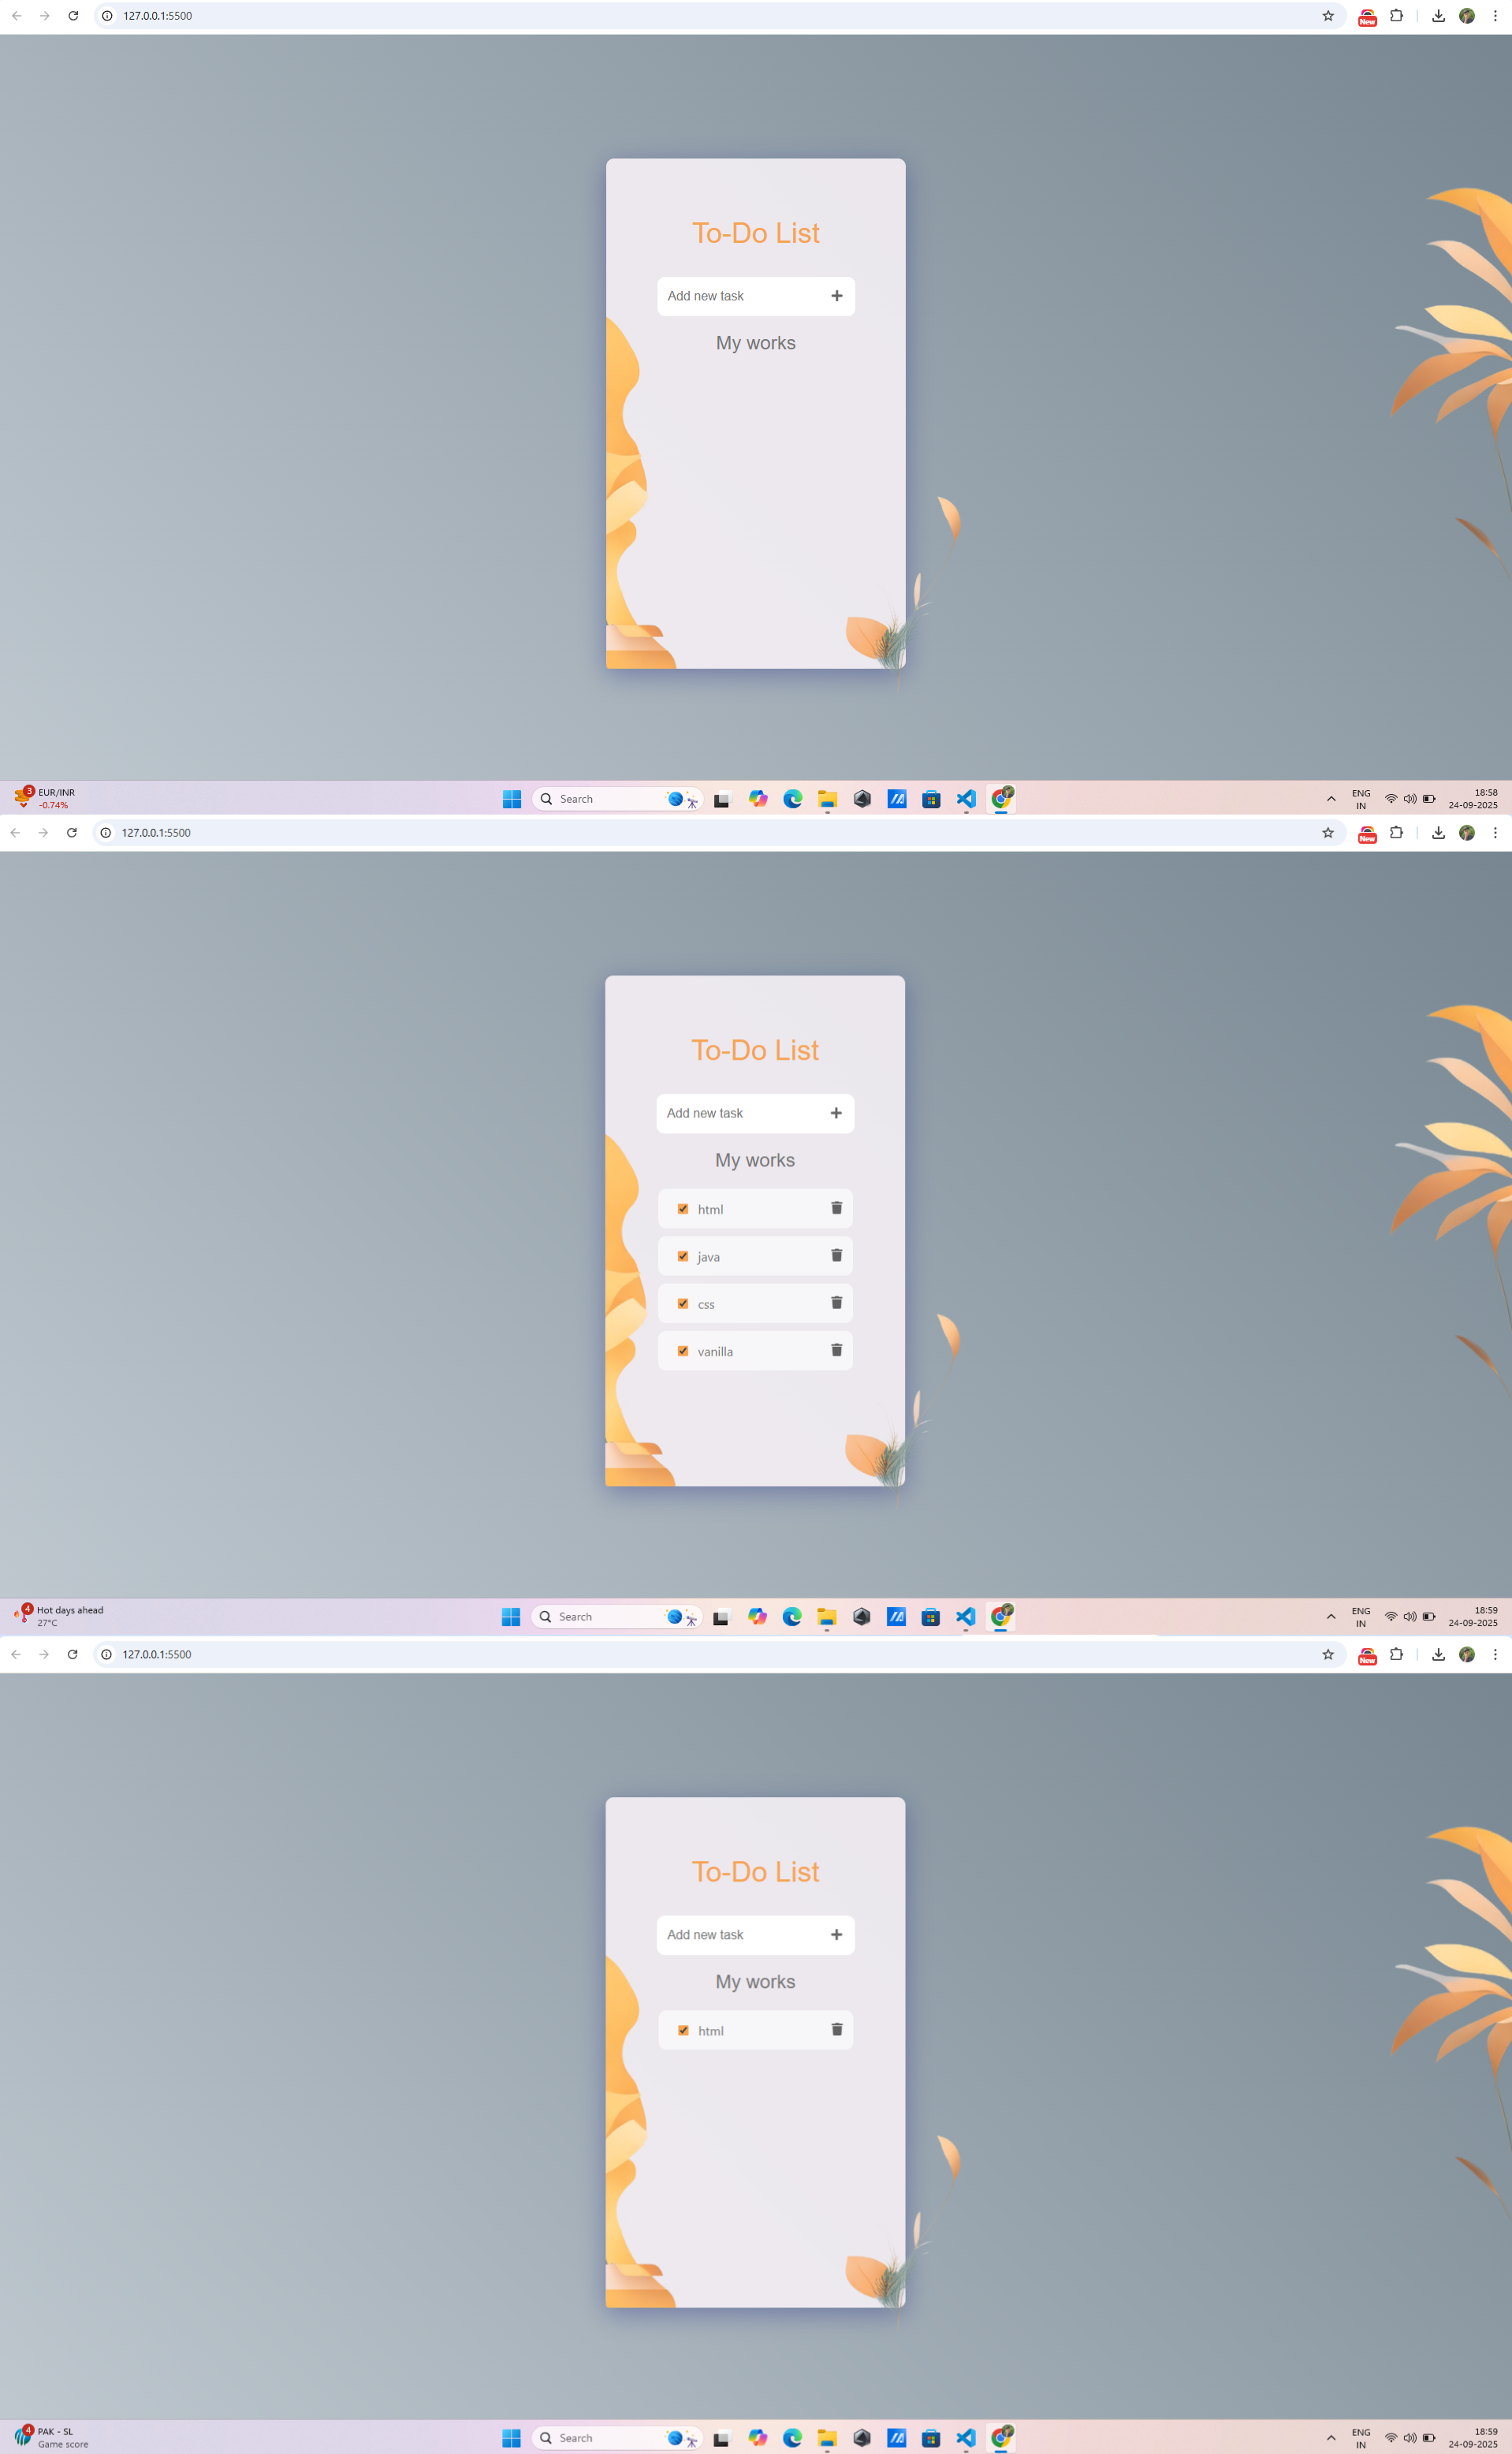 127.0.0.1:5500
New
To-Do List
Add new task
My works
3
EUR/INR
-0.74%
Search
ENG
IN
18:58
24-09-2025
127.0.0.1:5500
New
To-Do List
Add new task
My works
html
java
css
vanilla
4
Hot days ahead
27°C
Search
ENG
IN
18:59
24-09-2025
127.0.0.1:5500
New
To-Do List
Add new task
My works
html
4
PAK - SL
Game score
Search
ENG
IN
18:59
24-09-2025